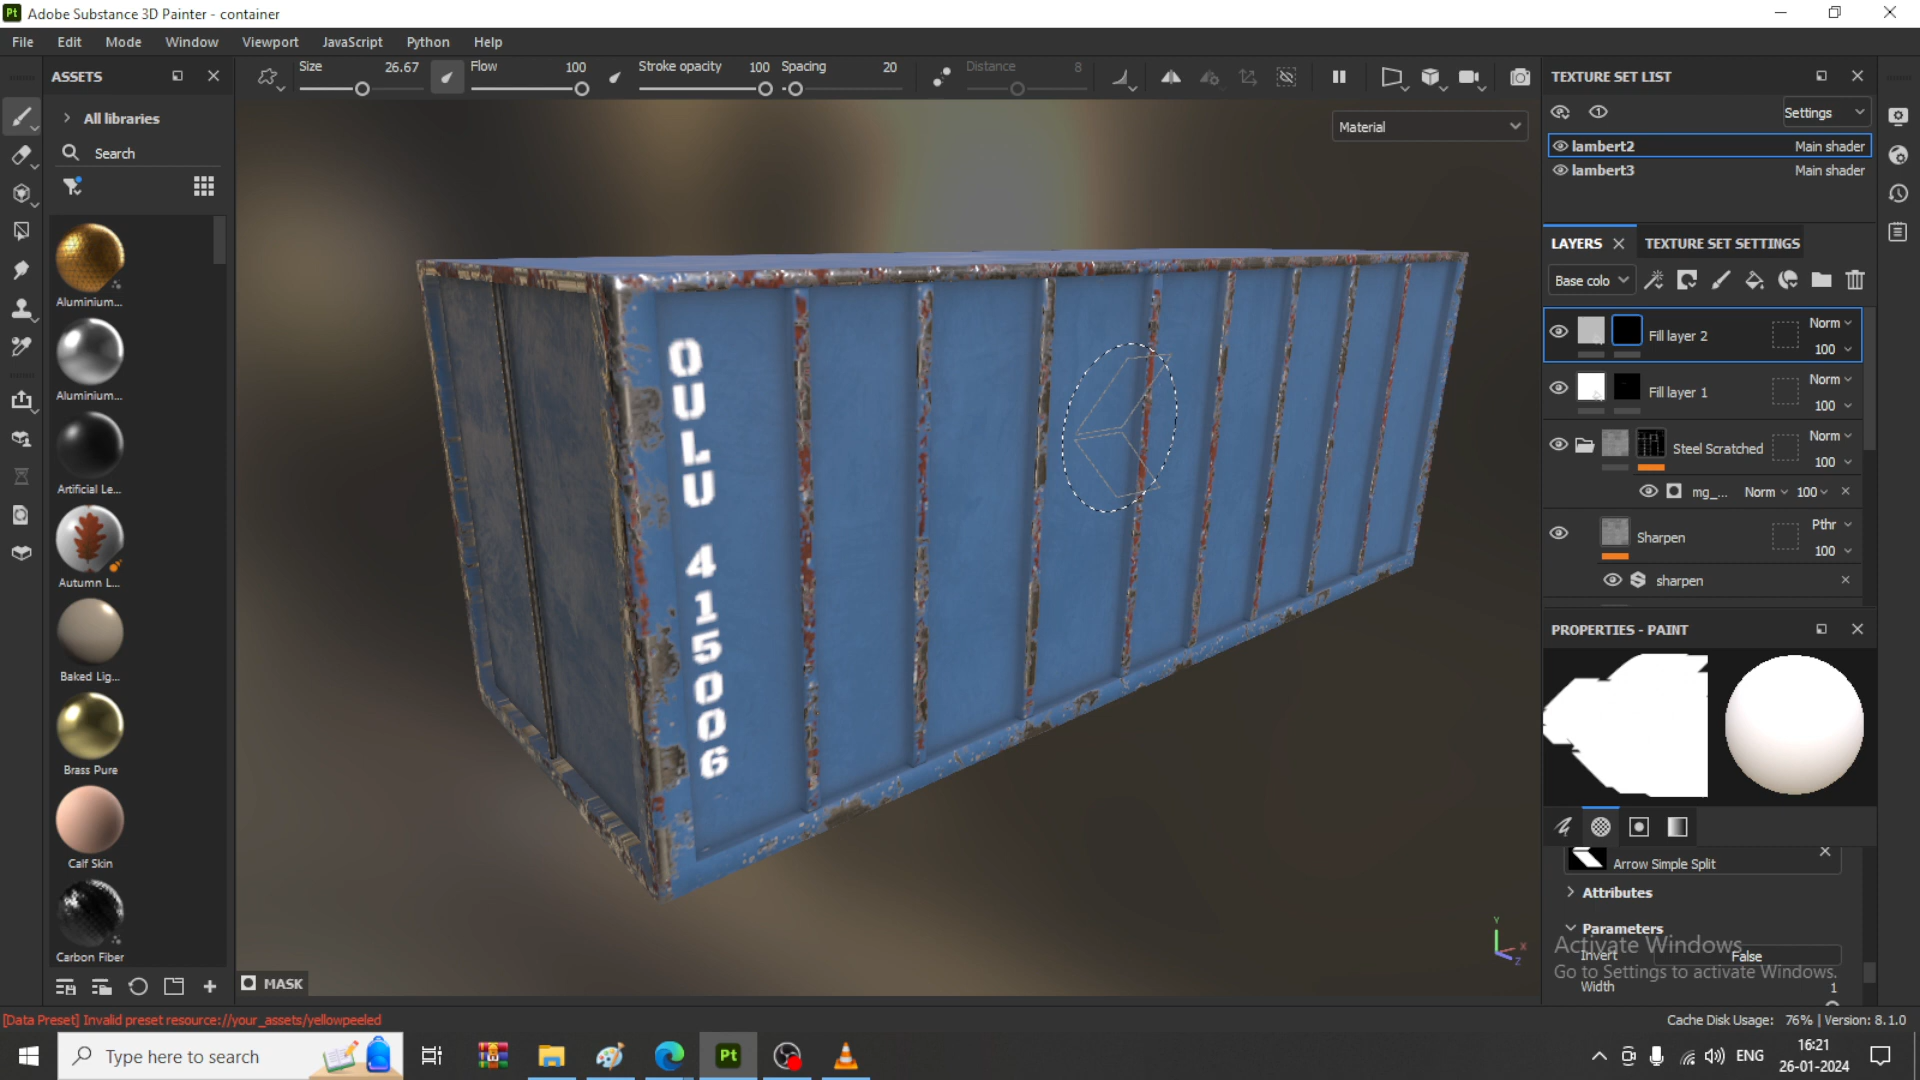 Pt Adobe Substance 3D Painter - container
File Edit Mode Window Viewport JavaScript Python Help
ASSETS
Size 26.67 Flow 100 Stroke opacity 100 Spacing 20 Distance 8
All libraries
Search
Aluminium...
Aluminium...
Artificial Le...
Autumn L...
Baked Lig...
Brass Pure
Calf Skin
Carbon Fiber
Material
OULU 415006
Y
X
Z
MASK
TEXTURE SET LIST
Settings
lambert2 Main shader
lambert3 Main shader
LAYERS TEXTURE SET SETTINGS
Base colo
Fill layer 2 Norm 100
Fill layer 1 Norm 100
Steel Scratched Norm 100
mg_... Norm 100
Sharpen Pthr 100
sharpen
PROPERTIES - PAINT
Arrow Simple Split
Attributes
Parameters
Invert False
Width 1
Activate Windows
Go to Settings to activate Windows.
[Data Preset] Invalid preset resource://your_assets/yellowpeeled
Cache Disk Usage: 76% | Version: 8.1.0
Type here to search
Pt
ENG
16:21
26-01-2024